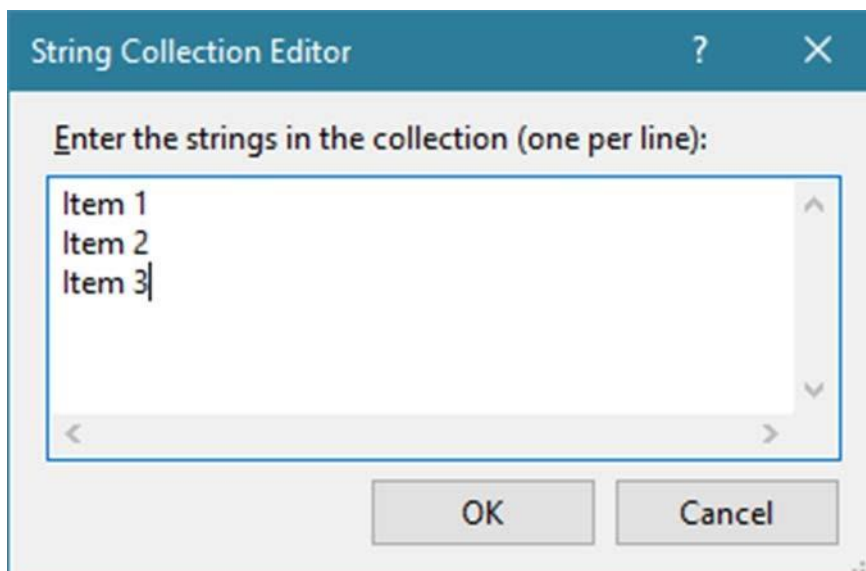 String Collection Editor
Enter the strings in the collection (one per line):
Item 1
Item 2
Item 3
OK
Cancel